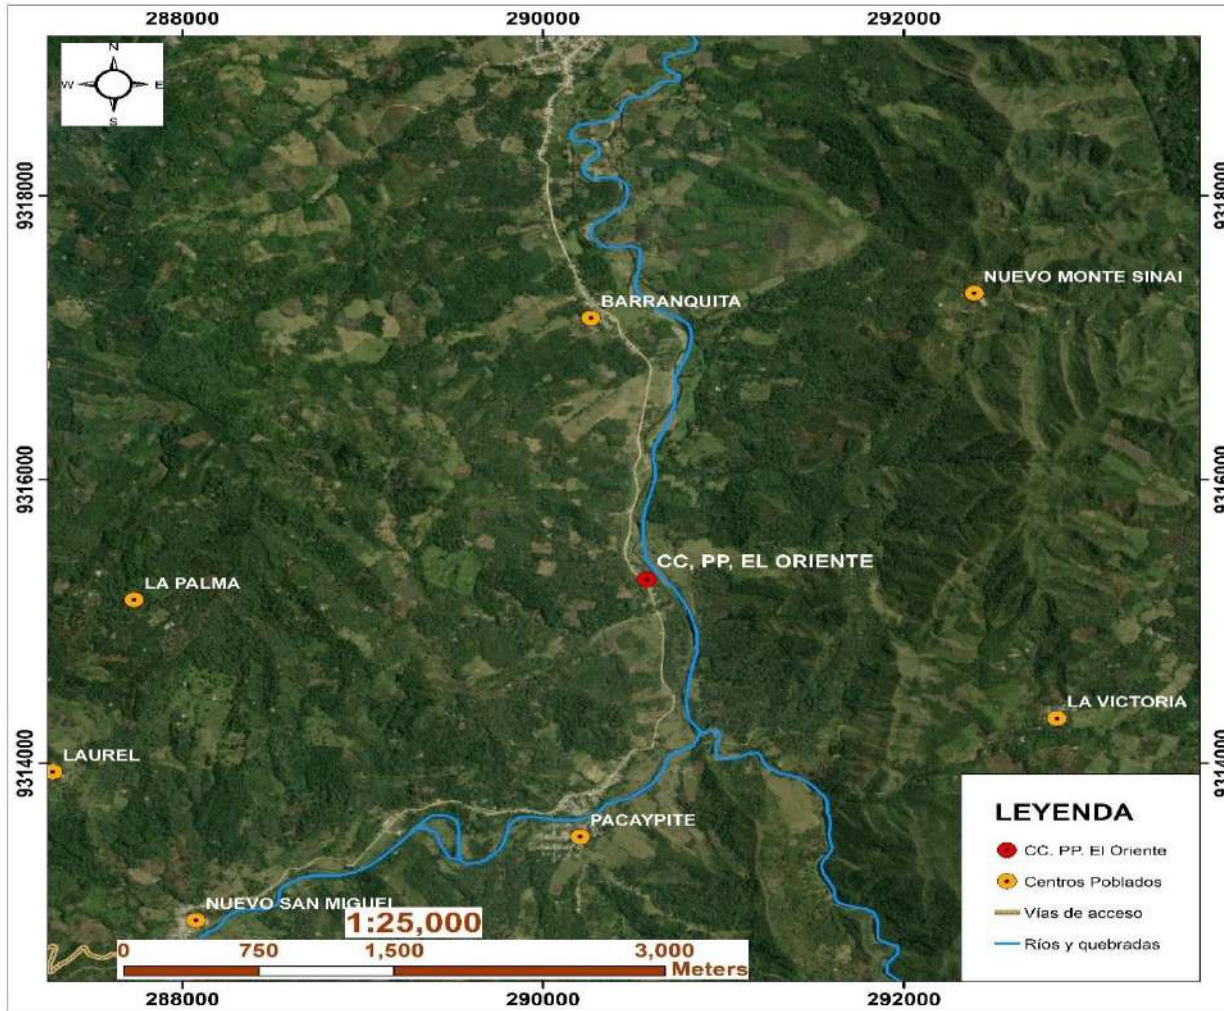 288000 290000 292000
N
W E
S
9318000 9318000
NUEVO MONTE SINAI
BARRANQUITA
9316000 9316000
CC, PP, EL ORIENTE
LA PALMA
LA VICTORIA
9314000 9314000
LAUREL
PACAYPITE
NUEVO SAN MIGUEL
1:25,000
0 750 1,500 3,000
Meters
LEYENDA
CC. PP. El Oriente
Centros Poblados
Vías de acceso
Ríos y quebradas
288000 290000 292000